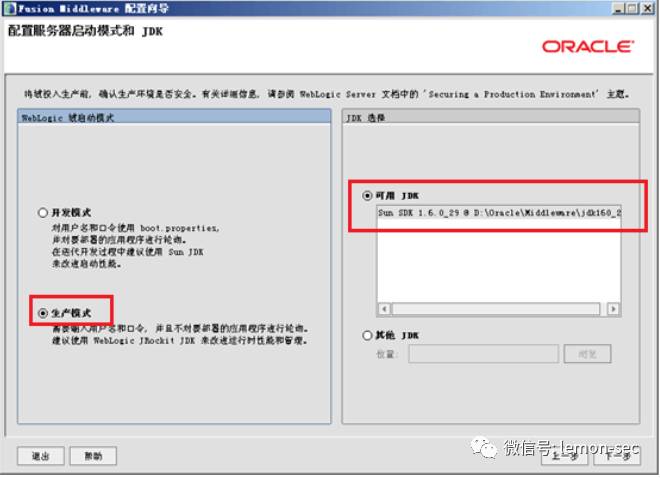 Fusion Middleware 配置向导
配置服务器启动模式和 JDK
ORACLE
将域投入生产前, 确认生产环境是否安全。有关详细信息, 请参阅 WebLogic Server 文档中的 'Securing a Production Environment' 主题。
WebLogic 域启动模式
开发模式
对用户名和口令使用 boot.properties,
并对要部署的应用程序进行轮询。
在迭代开发过程中建议使用 Sun JDK
来改进启动性能。
生产模式
需要输入用户名和口令, 并且不对要部署的应用程序进行轮询。
建议使用 WebLogic JRockit JDK 来改进运行时性能和管理。
JDK 选择
可用 JDK
Sun SDK 1.6.0_29 @ D:\Oracle\Middleware\jdk160_2
其他 JDK
位置:
浏览
退出
帮助
上一步
下一步
微信号: lemon-sec